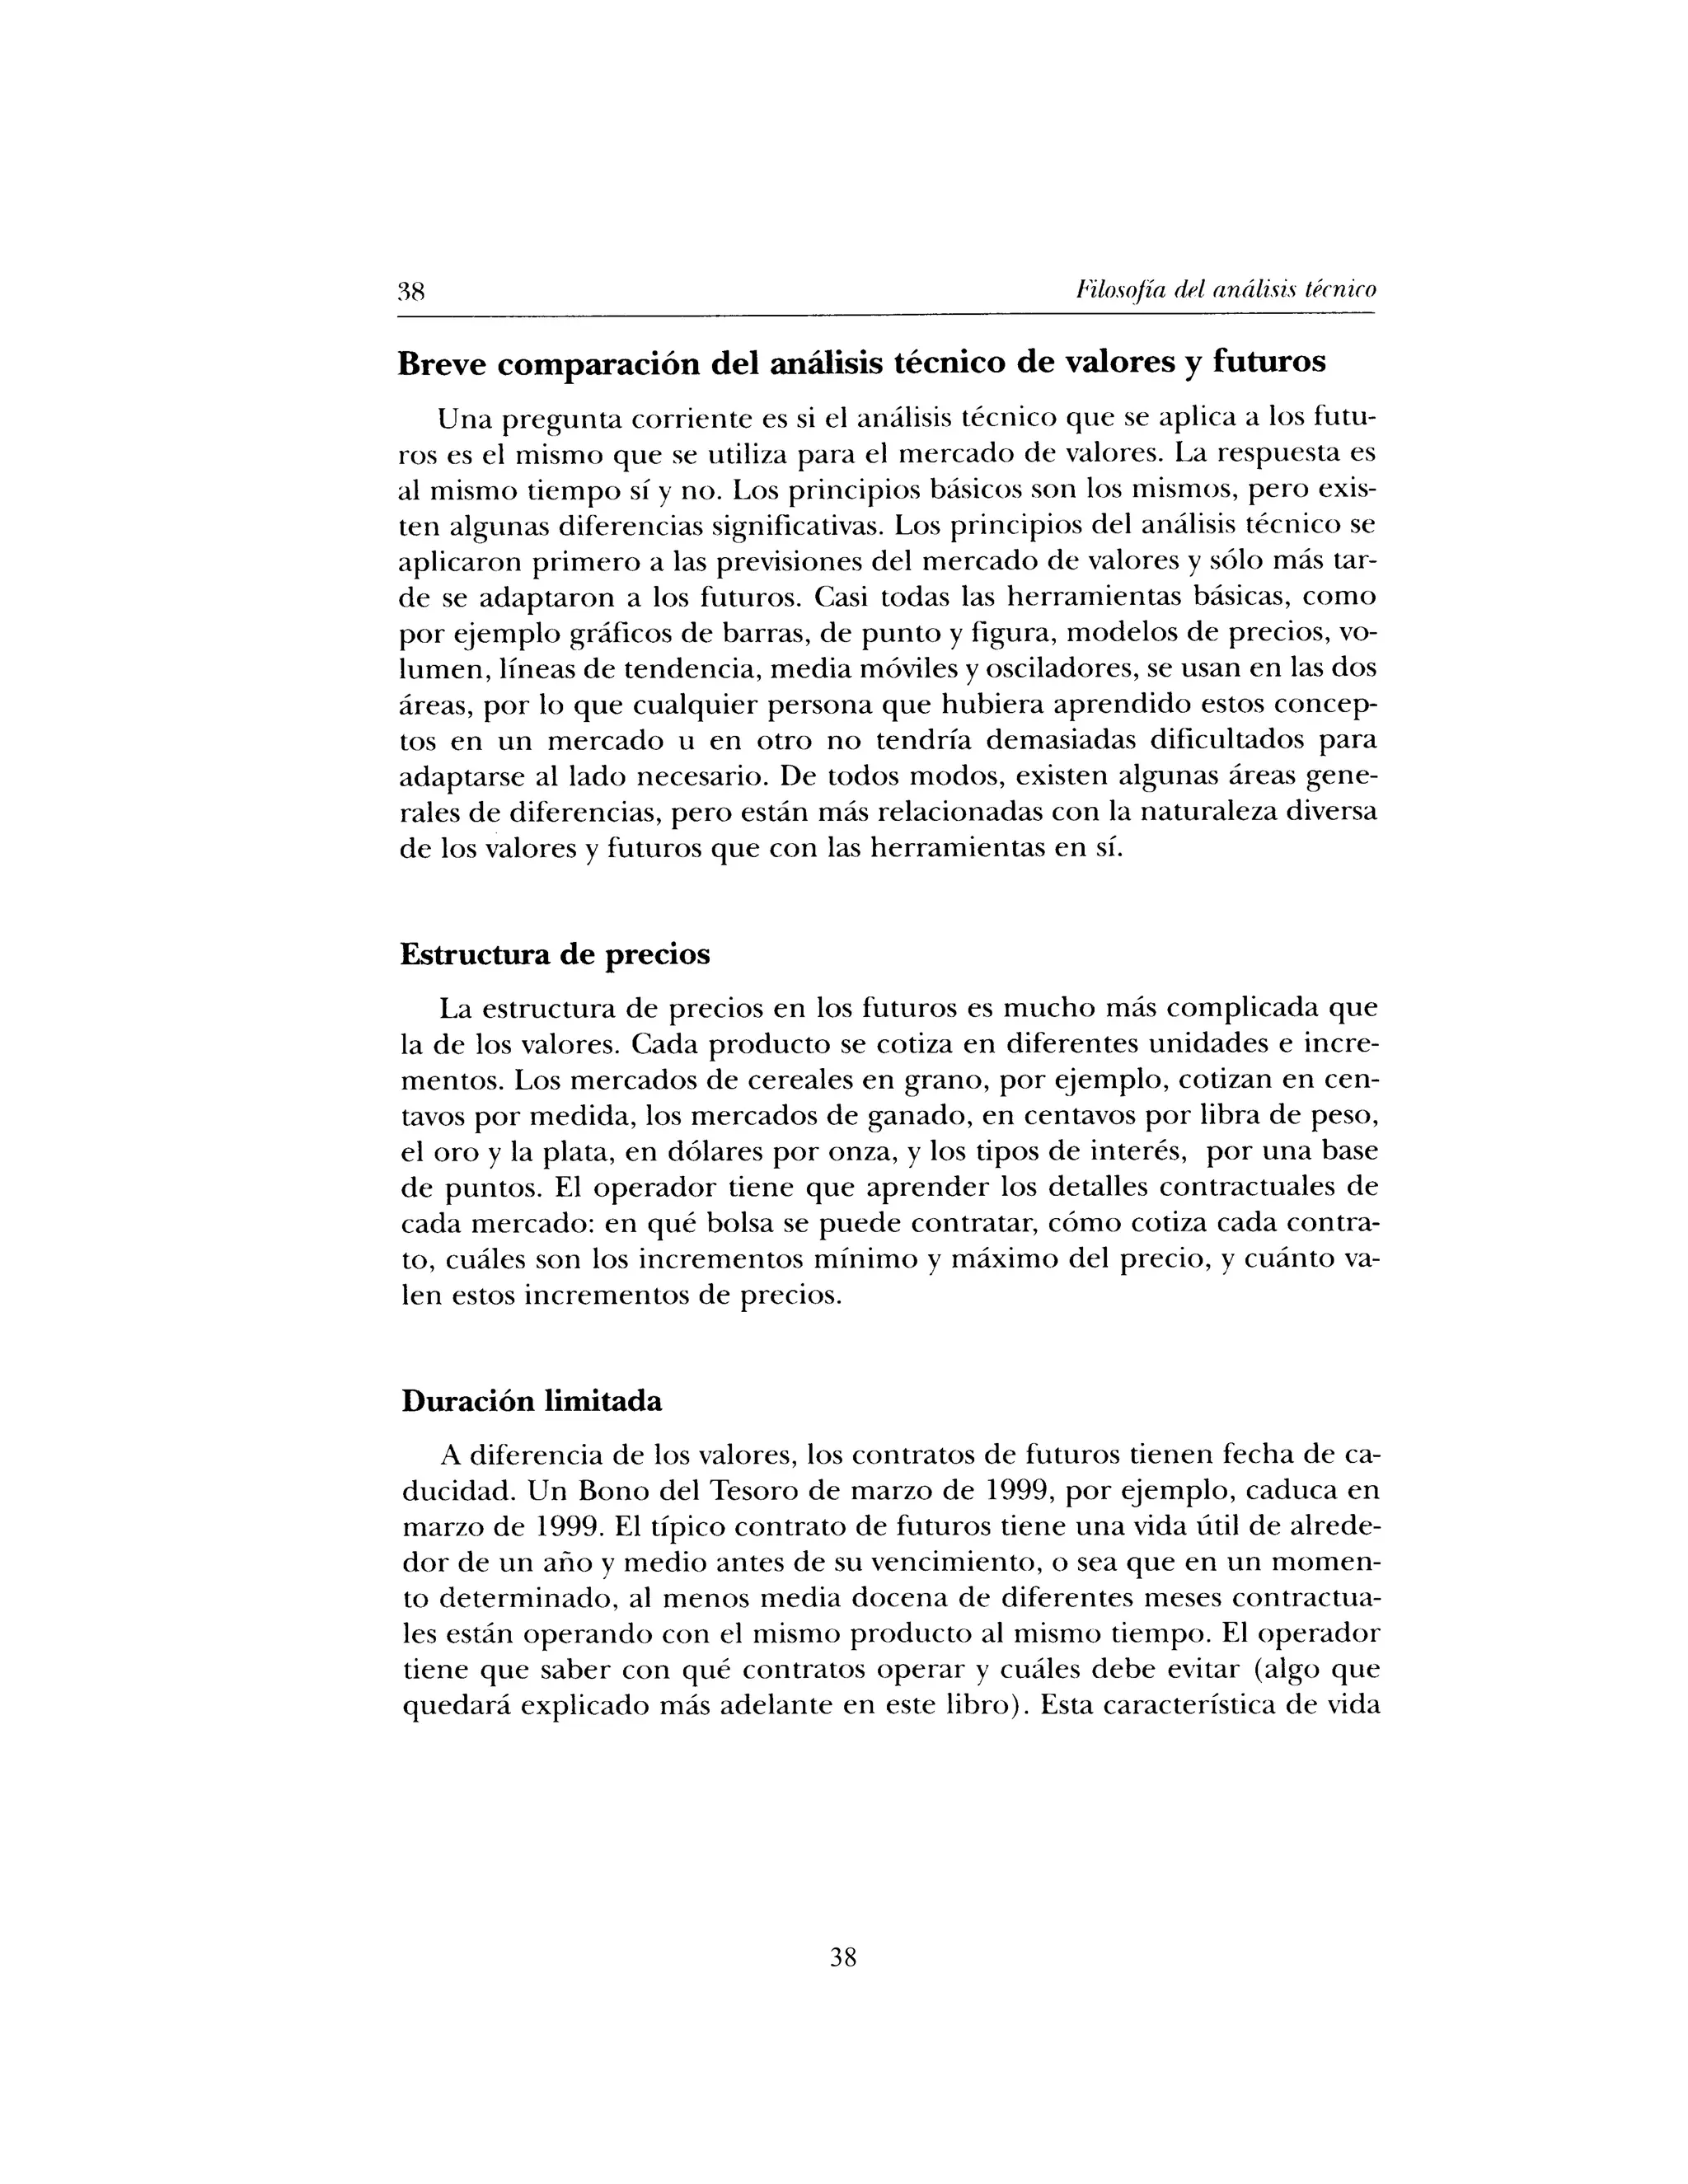 38 Filosofía del análisis técnico
Breve comparación del análisis técnico de valores y futuros
Una pregunta corriente es si el análisis técnico que se aplica a los futu-
ros es el mismo que se utiliza para el mercado de valores. La respuesta es
al mismo tiempo sí y no. Los principios básicos son los mismos, pero exis-
ten algunas diferencias significativas. Los principios del análisis técnico se
aplicaron primero a las previsiones del mercado de valores y sólo más tar-
de se adaptaron a los futuros. Casi todas las herramientas básicas, como
por ejemplo gráficos de barras, de punto y figura, modelos de precios, vo-
lumen, líneas de tendencia, media móviles y osciladores, se usan en las dos
áreas, por lo que cualquier persona que hubiera aprendido estos concep-
tos en un mercado u en otro no tendría demasiadas dificultados para
adaptarse al lado necesario. De todos modos, existen algunas áreas gene-
rales de diferencias, pero están más relacionadas con la naturaleza diversa
de los valores y futuros que con las herramientas en sí.
Estructura de precios
La estructura de precios en los futuros es mucho más complicada que
la de los valores. Cada producto se cotiza en diferentes unidades e incre-
mentos. Los mercados de cereales en grano, por ejemplo, cotizan en cen-
tavos por medida, los mercados de ganado, en centavos por libra de peso,
el oro y la plata, en dólares por onza, y los tipos de interés, por una base
de puntos. El operador tiene que aprender los detalles contractuales de
cada mercado: en qué bolsa se puede contratar, cómo cotiza cada contra-
to, cuáles son los incrementos mínimo y máximo del precio, y cuánto va-
len estos incrementos de precios.
Duración limitada
A diferencia de los valores, los contratos de futuros tienen fecha de ca-
ducidad. Un Bono del Tesoro de marzo de 1999, por ejemplo, caduca en
marzo de 1999. El típico contrato de futuros tiene una vida útil de alrede-
dor de un año y medio antes de su vencimiento, o sea que en un momen-
to determinado, al menos media docena de diferentes meses contractua-
les están operando con el mismo producto al mismo tiempo. El operador
tiene que saber con qué contratos operar y cuáles debe evitar (algo que
quedará explicado más adelante en este libro). Esta característica de vida
38